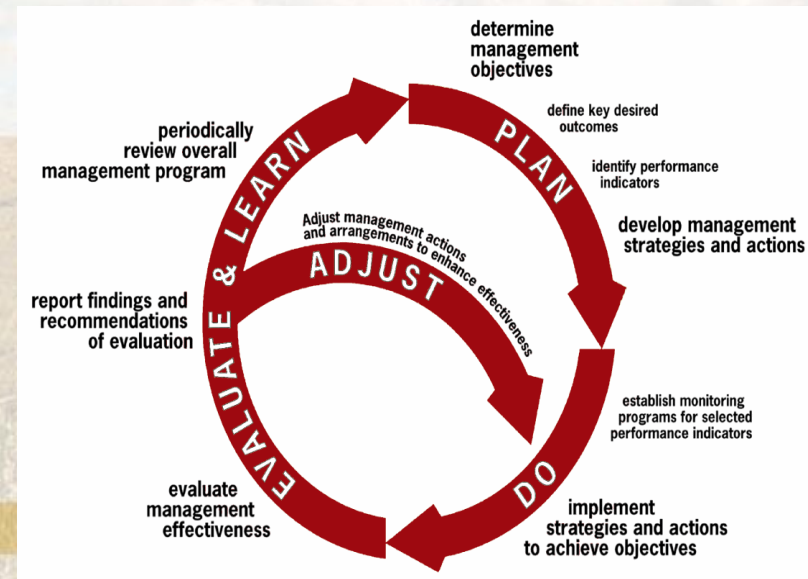 determine
management
objectives
define key desired
outcomes
PLAN
identify performance
indicators
develop management
strategies and actions
establish monitoring
programs for selected
performance indicators
DO
implement
strategies and actions
to achieve objectives
evaluate
management
effectiveness
EVALUATE & LEARN
report findings and
recommendations
of evaluation
periodically
review overall
management program
Adjust management actions
and arrangements to enhance effectiveness
ADJUST